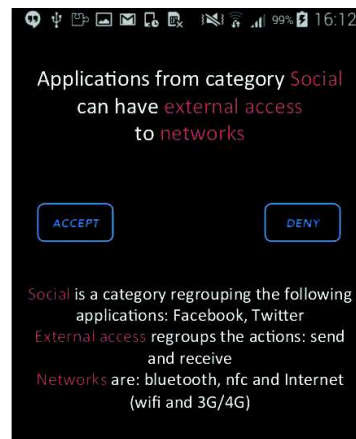 99% 16:12
Applications from category Social
can have external access
to networks
ACCEPT DENY
Social is a category regrouping the following
applications: Facebook, Twitter
External access regroups the actions: send
and receive
Networks are: bluetooth, nfc and Internet
(wifi and 3G/4G)